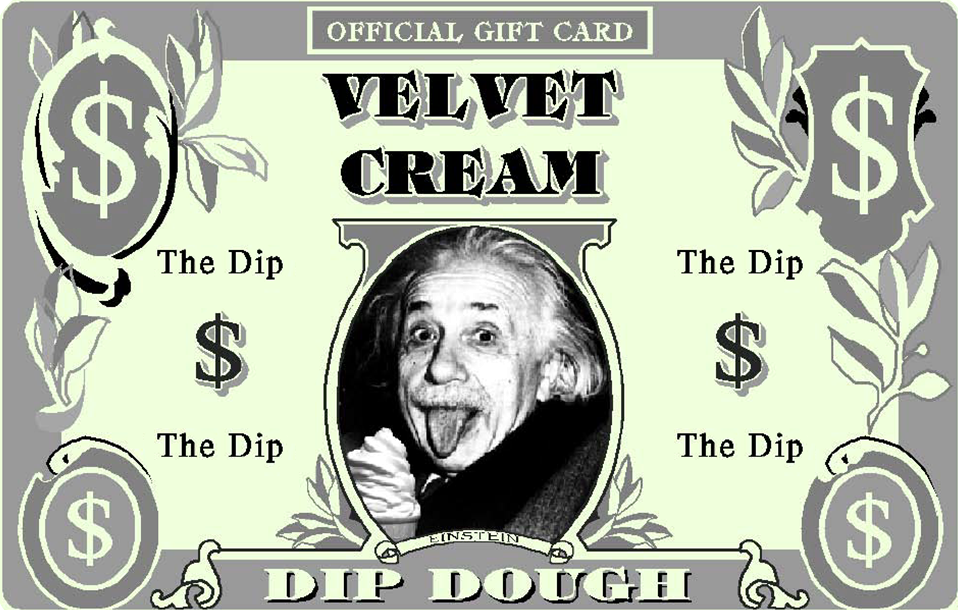 OFFICIAL GIFT CARD
$ $
VELVET
CREAM
The Dip The Dip
$ $
The Dip The Dip
$ $
EINSTEIN
DIP DOUGH